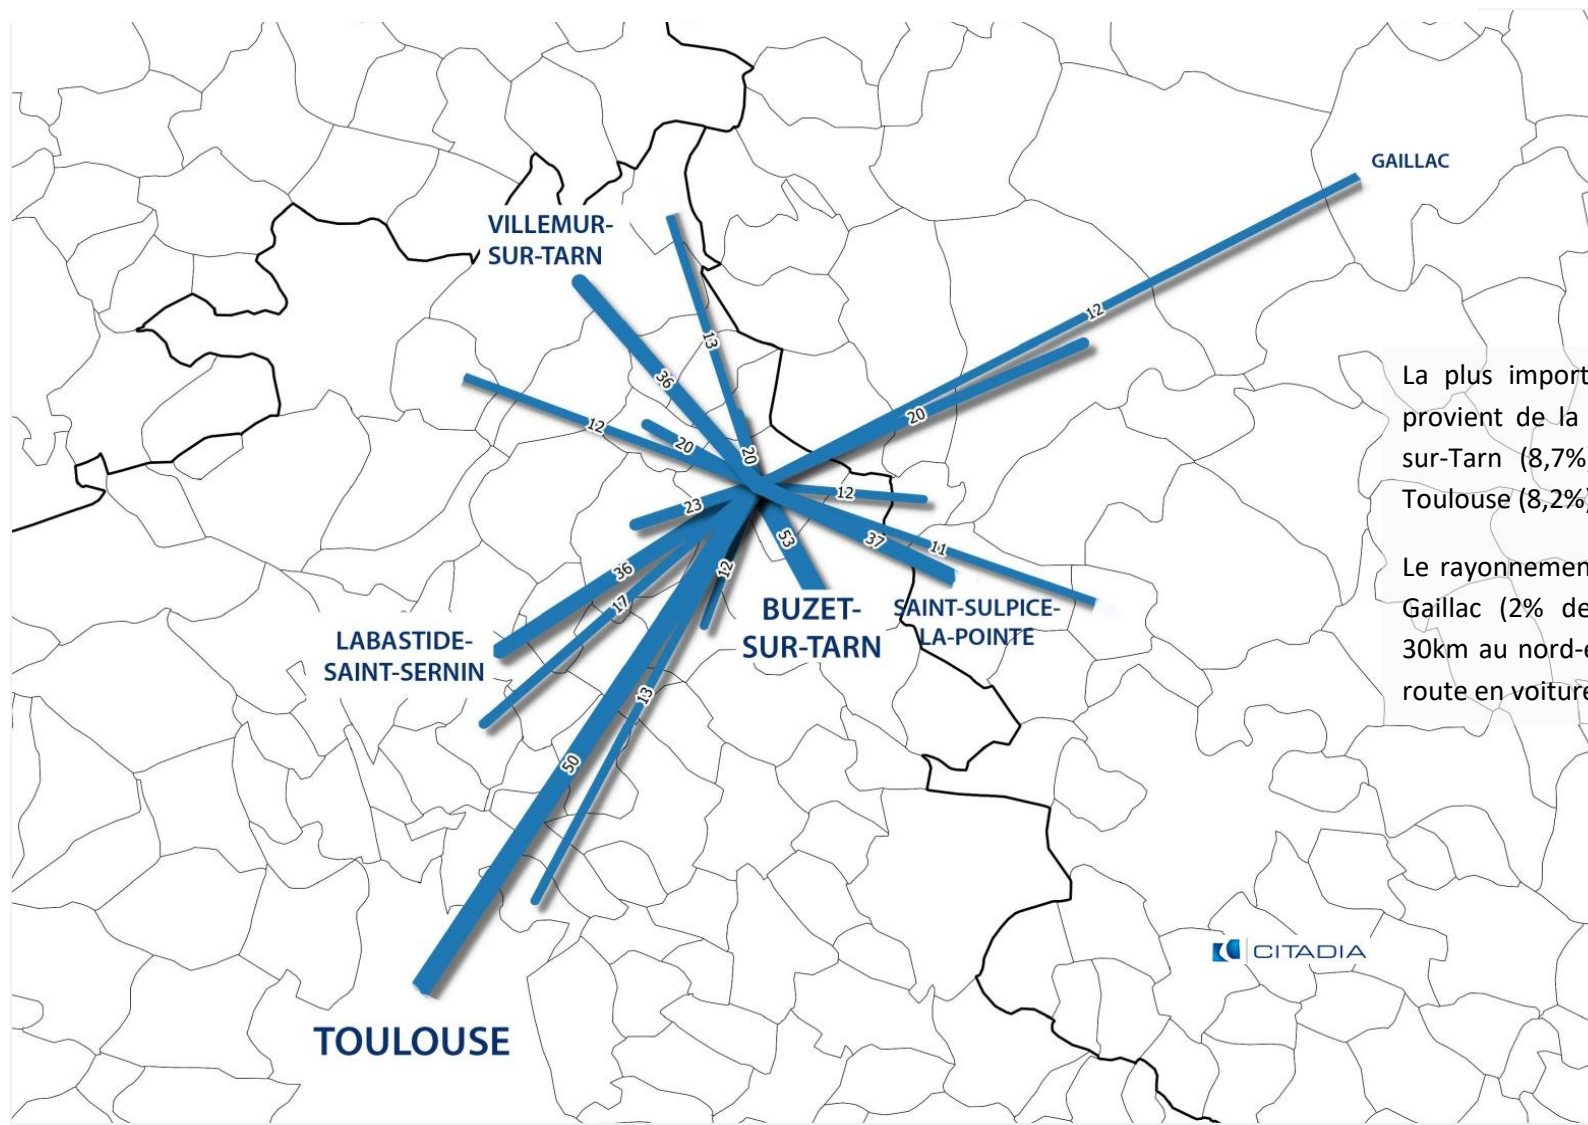 GAILLAC
VILLEMUR-
SUR-TARN
13
12
36
20
12
20
20
12
23
53
37
11
36
12
17
LABASTIDE-
SAINT-SERNIN
BUZET-
SUR-TARN
SAINT-SULPICE-
LA-POINTE
13
50
TOULOUSE
CITADIA
La plus import
provient de la
sur-Tarn (8,7%
Toulouse (8,2%)
Le rayonnemen
Gaillac (2% de
30km au nord-e
route en voiture